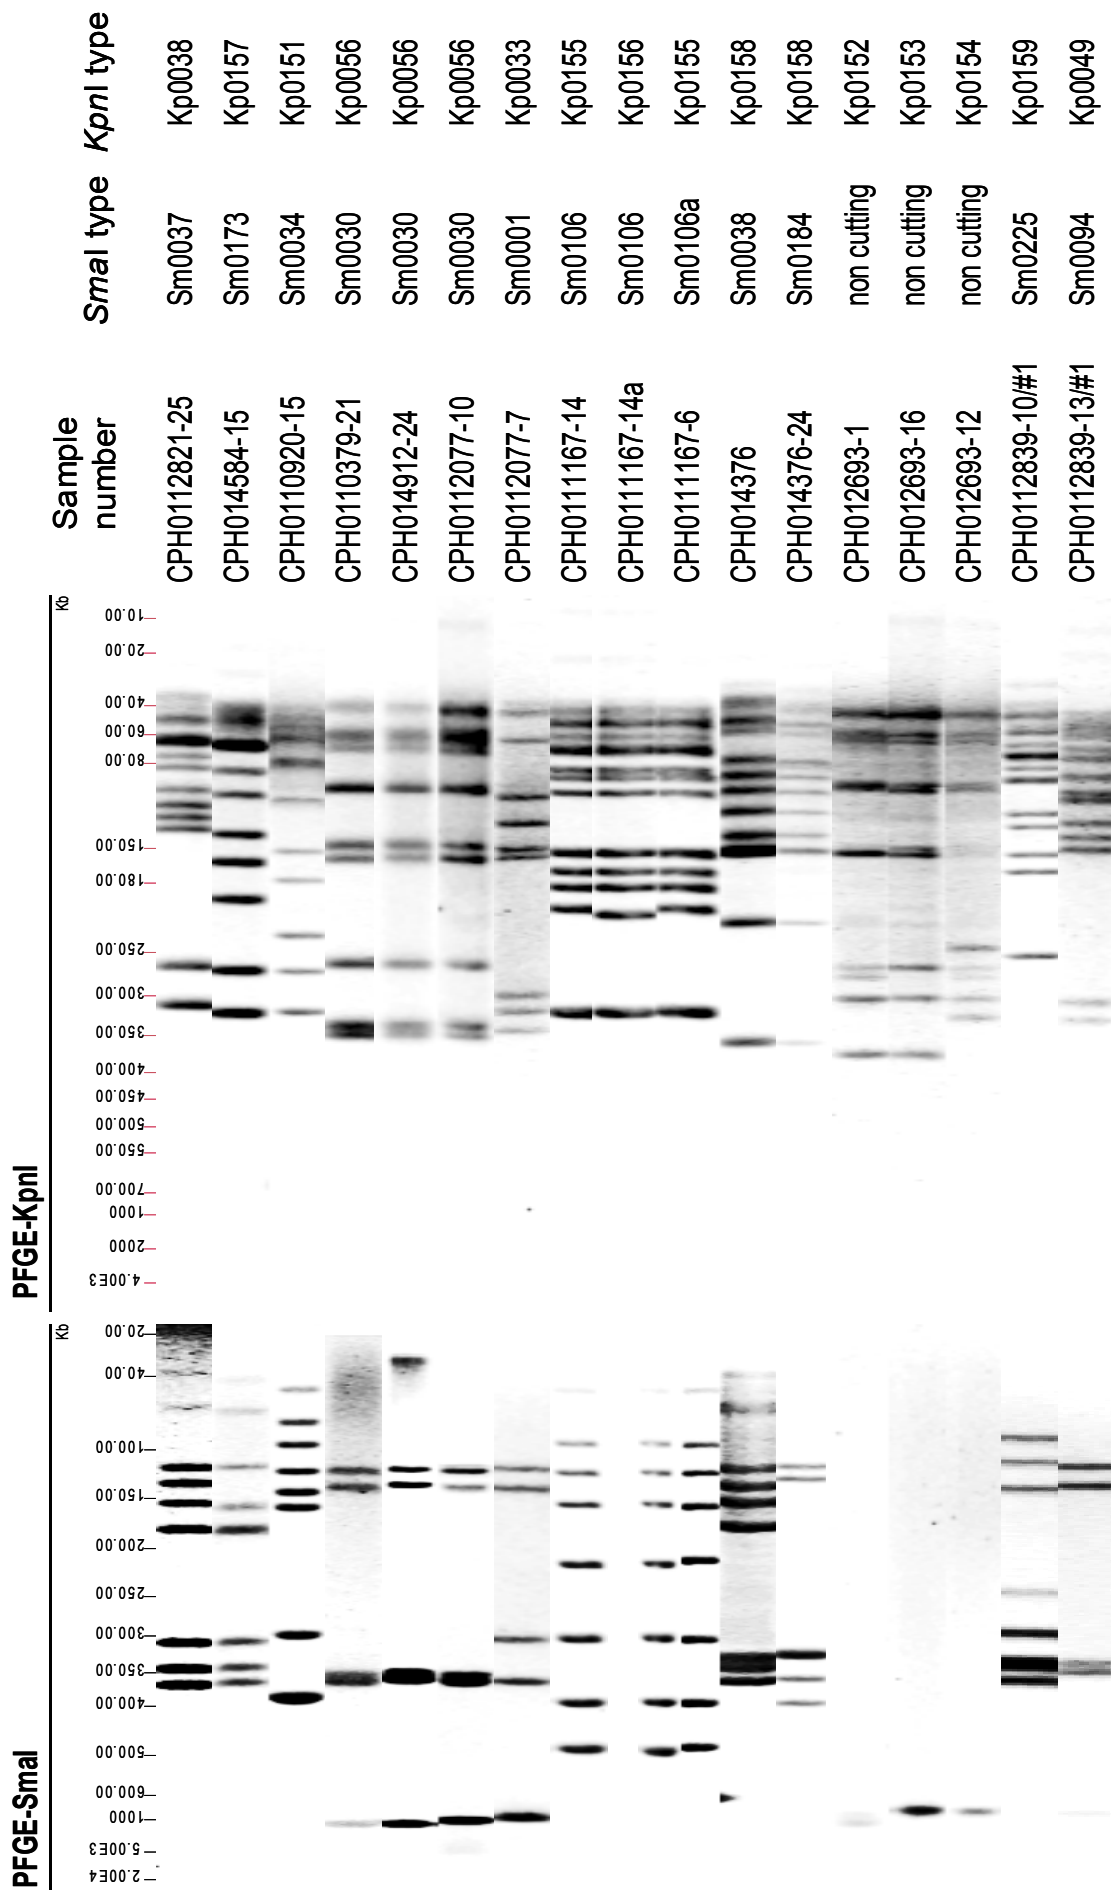 Sample number
SmaI type
KpnI type
CPH0112821-25 Sm0037 Kp0038
CPH014584-15 Sm0173 Kp0157
CPH0110920-15 Sm0034 Kp0151
CPH0110379-21 Sm0030 Kp0056
CPH014912-24 Sm0030 Kp0056
CPH0112077-10 Sm0030 Kp0056
CPH0112077-7 Sm0001 Kp0033
CPH0111167-14 Sm0106 Kp0155
CPH0111167-14a Sm0106 Kp0156
CPH0111167-6 Sm0106a Kp0155
CPH014376 Sm0038 Kp0158
CPH014376-24 Sm0184 Kp0158
CPH012693-1 non cutting Kp0152
CPH012693-16 non cutting Kp0153
CPH012693-12 non cutting Kp0154
CPH0112839-10/#1 Sm0225 Kp0159
CPH0112839-13/#1 Sm0094 Kp0049
PFGE-KpnI
Kb
10.00
20.00
40.00
60.00
80.00
150.00
180.00
250.00
300.00
350.00
400.00
450.00
500.00
550.00
700.00
1000
2000
4.00E3
PFGE-SmaI
Kb
20.00
40.00
100.00
150.00
200.00
250.00
300.00
350.00
400.00
500.00
600.00
1000
5.00E3
2.00E4